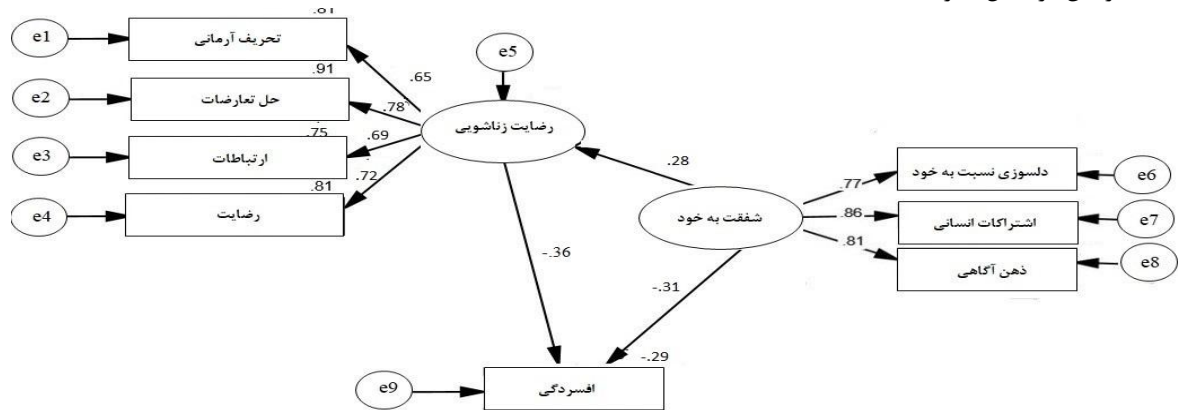 .81
e1
تحریف آرمانی
.65
e5
.91
e2
حل تعارضات
.78
رضایت زناشویی
.75
.69
e3
ارتباطات
.28
.72
.81
e4
رضایت
شفقت به خود
.77
دلسوزی نسبت به خود
e6
.86
اشتراکات انسانی
e7
.81
ذهن آگاهی
e8
-.36
-.31
-.29
e9
افسردگی